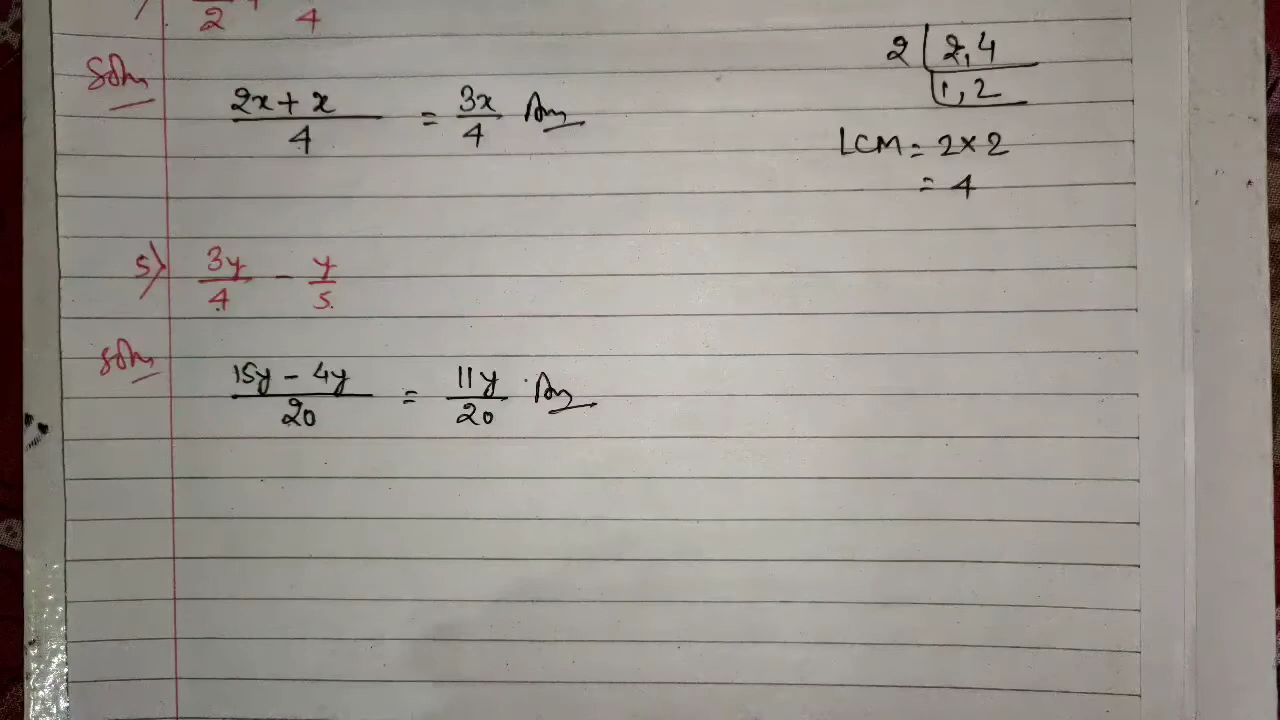 2 + 4
Soln
2x + x / 4 = 3x / 4 Ans
2 | 2, 4
1, 2
LCM = 2 × 2
= 4
5) 3y / 4 - y / 5
Soln
15y - 4y / 20 = 11y / 20 Ans